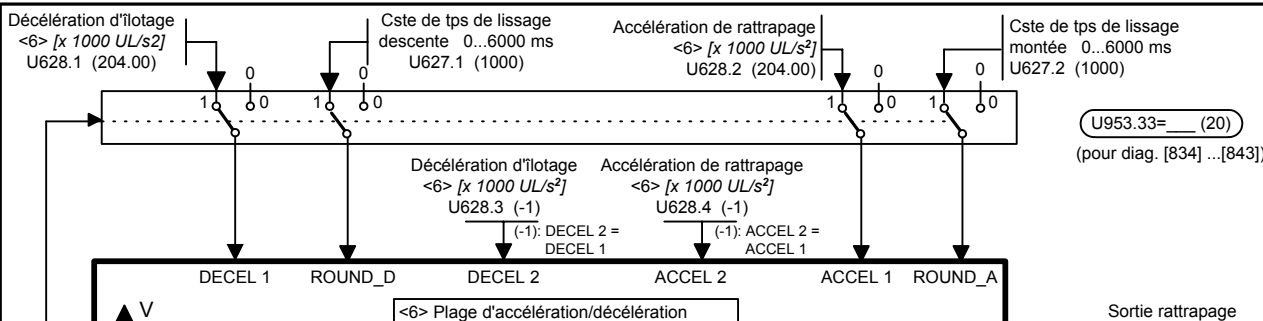 Décélération d'îlotage
<6> [x 1000 UL/s2]
U628.1 (204.00)
Cste de tps de lissage
descente 0...6000 ms
U627.1 (1000)
Accélération de rattrapage
<6> [x 1000 UL/s²]
U628.2 (204.00)
Cste de tps de lissage
montée 0...6000 ms
U627.2 (1000)
0 0 0 0
1 0 1 0 1 0 1 0
U953.33=___ (20)
(pour diag. [834] ...[843])
Décélération d'îlotage
<6> [x 1000 UL/s²]
U628.3 (-1)
(-1): DECEL 2 =
DECEL 1
Accélération de rattrapage
<6> [x 1000 UL/s²]
U628.4 (-1)
(-1): ACCEL 2 =
ACCEL 1
DECEL 1 ROUND_D DECEL 2 ACCEL 2 ACCEL 1 ROUND_A
V
<6> Plage d'accélération/décélération
Sortie rattrapage